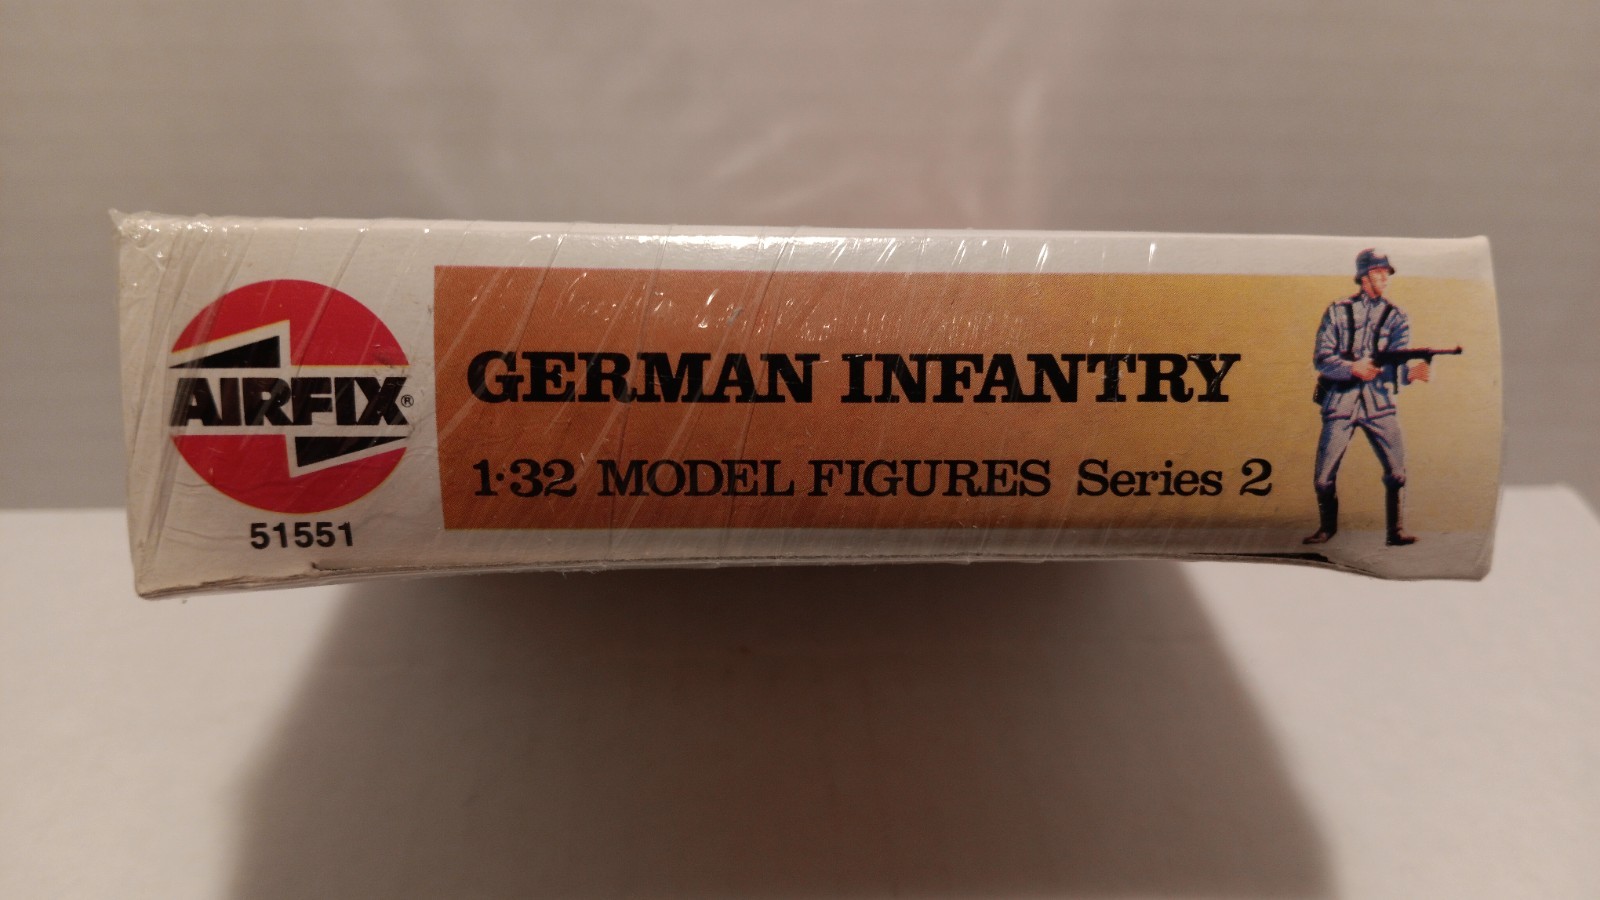 AIRFIX®
51551
GERMAN INFANTRY
1·32 MODEL FIGURES Series 2